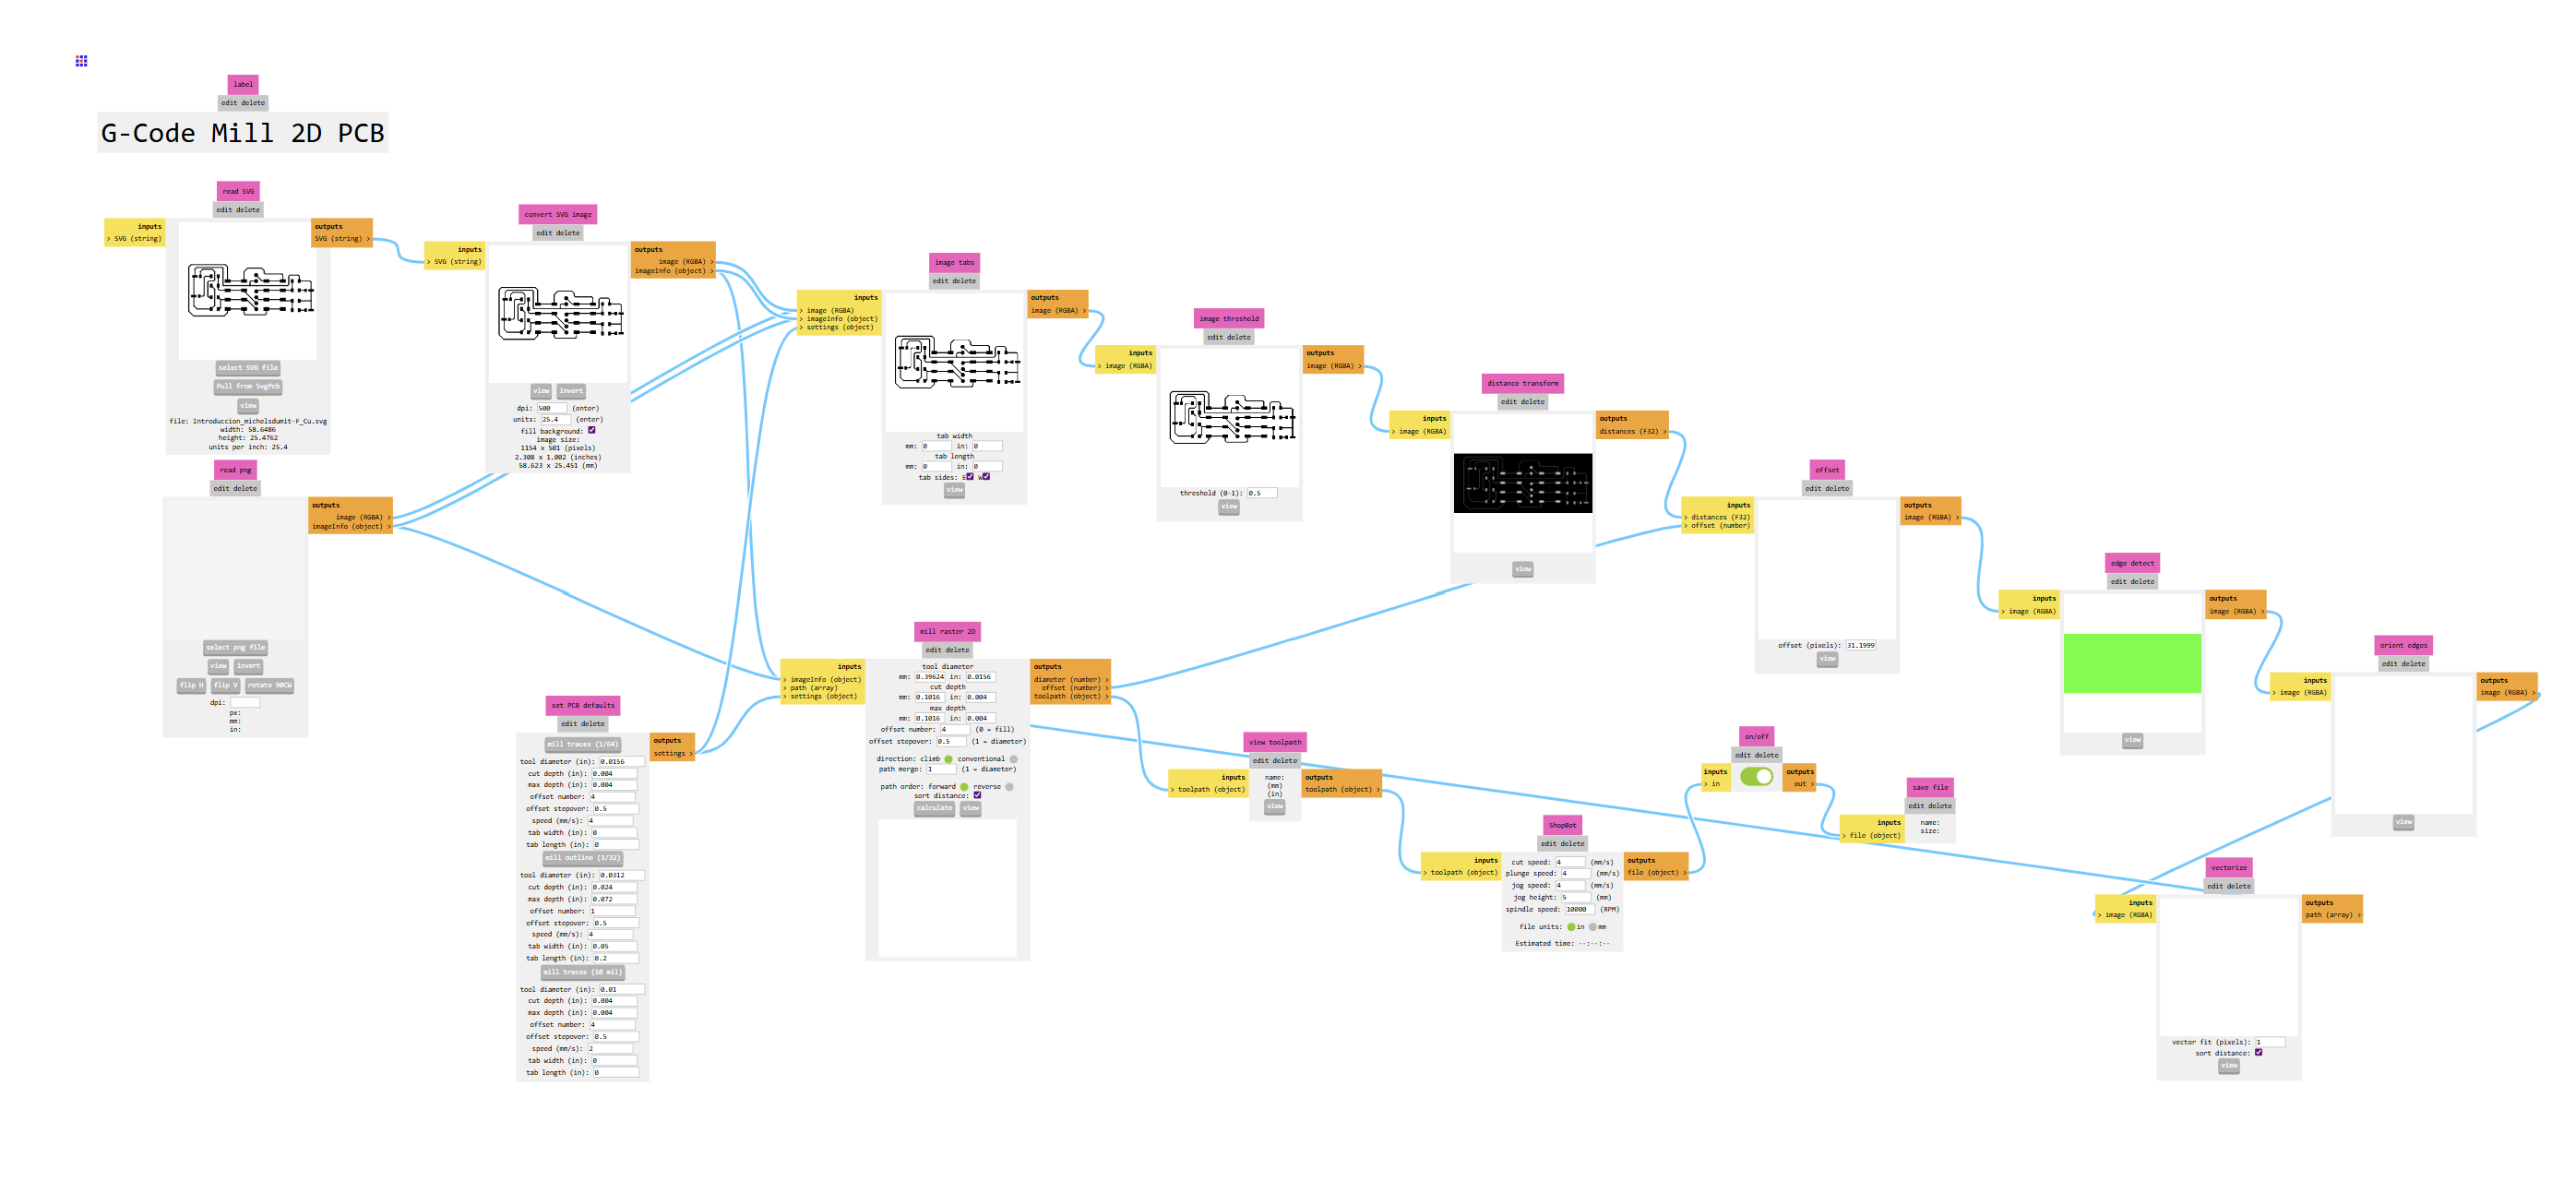 label
edit delete
G-Code Mill 2D PCB
read SVG
edit delete
inputs
> SVG (string)
outputs
SVG (string) >
select SVG file
Pull from SvgPcb
view
file: Introduccion_michelsdumit-F_Cu.svg
width: 58.6486
height: 25.4762
units per inch: 25.4
read png
edit delete
outputs
image (RGBA) >
imageInfo (object) >
select png file
view invert
flip H flip V rotate 90CW
dpi:
px:
mm:
in:
convert SVG image
edit delete
inputs
> SVG (string)
outputs
image (RGBA) >
imageInfo (object) >
view invert
dpi: 500 (enter)
units: 25.4 (enter)
fill background:
image size:
1154 x 501 (pixels)
2.308 x 1.002 (inches)
58.623 x 25.451 (mm)
set PCB defaults
edit delete
outputs
settings >
mill traces (1/64)
tool diameter (in): 0.0156
cut depth (in): 0.004
max depth (in): 0.004
offset number: 4
offset stepover: 0.5
speed (mm/s): 4
tab width (in): 0
tab length (in): 0
mill outline (1/32)
tool diameter (in): 0.0312
cut depth (in): 0.024
max depth (in): 0.072
offset number: 1
offset stepover: 0.5
speed (mm/s): 4
tab width (in): 0.05
tab length (in): 0.2
mill traces (10 mil)
tool diameter (in): 0.01
cut depth (in): 0.004
max depth (in): 0.004
offset number: 4
offset stepover: 0.5
speed (mm/s): 2
tab width (in): 0
tab length (in): 0
image tabs
edit delete
inputs
> image (RGBA)
> imageInfo (object)
> settings (object)
outputs
image (RGBA) >
tab width
mm: 0 in: 0
tab length
mm: 0 in: 0
tab sides: E W
view
mill raster 2D
edit delete
inputs
> imageInfo (object)
> path (array)
> settings (object)
outputs
diameter (number) >
offset (number) >
toolpath (object) >
tool diameter
mm: 0.39624 in: 0.0156
cut depth
mm: 0.1016 in: 0.004
max depth
mm: 0.1016 in: 0.004
offset number: 4 (0 = fill)
offset stepover: 0.5 (1 = diameter)
direction: climb conventional
path merge: 1 (1 = diameter)
path order: forward reverse
sort distance:
calculate view
image threshold
edit delete
inputs
> image (RGBA)
outputs
image (RGBA) >
threshold (0-1): 0.5
view
distance transform
edit delete
inputs
> image (RGBA)
outputs
distances (F32) >
view
view toolpath
edit delete
inputs
> toolpath (object)
name:
(mm)
(in)
view
outputs
toolpath (object) >
ShopBot
edit delete
inputs
> toolpath (object)
outputs
file (object) >
cut speed: 4 (mm/s)
plunge speed: 4 (mm/s)
jog speed: 4 (mm/s)
jog height: 5 (mm)
spindle speed: 10000 (RPM)
file units: in mm
Estimated time: --:--:--
on/off
edit delete
inputs
> in
outputs
out >
save file
edit delete
inputs
> file (object)
name:
size:
offset
edit delete
inputs
> distances (F32)
> offset (number)
outputs
image (RGBA) >
offset (pixels): 31.1999
view
edge detect
edit delete
inputs
> image (RGBA)
outputs
image (RGBA) >
view
orient edges
edit delete
inputs
> image (RGBA)
outputs
image (RGBA) >
view
vectorize
edit delete
inputs
> image (RGBA)
outputs
path (array) >
vector fit (pixels): 1
sort distance:
view